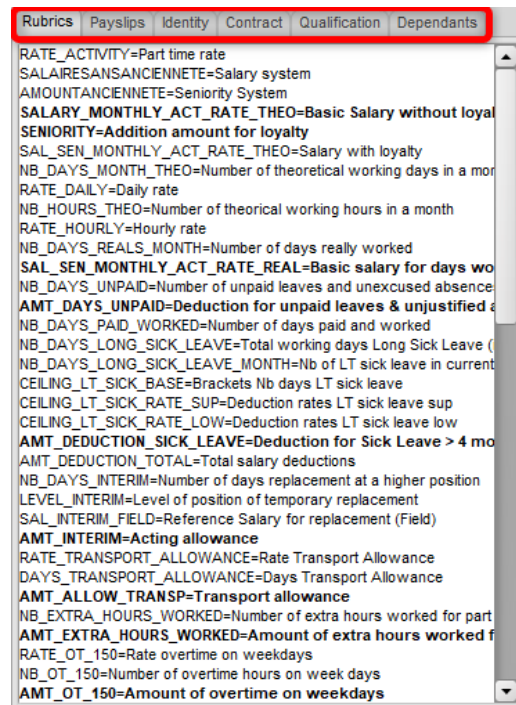 Rubrics Payslips Identity Contract Qualification Dependants
RATE_ACTIVITY=Part time rate
SALAIRESANSANCIENNETE=Salary system
AMOUNTANCIENNETE=Seniority System
SALARY_MONTHLY_ACT_RATE_THEO=Basic Salary without loyal
SENIORITY=Addition amount for loyalty
SAL_SEN_MONTHLY_ACT_RATE_THEO=Salary with loyalty
NB_DAYS_MONTH_THEO=Number of theoretical working days in a mor
RATE_DAILY=Daily rate
NB_HOURS_THEO=Number of theorical working hours in a month
RATE_HOURLY=Hourly rate
NB_DAYS_REALS_MONTH=Number of days really worked
SAL_SEN_MONTHLY_ACT_RATE_REAL=Basic salary for days wo
NB_DAYS_UNPAID=Number of unpaid leaves and unexcused absence
AMT_DAYS_UNPAID=Deduction for unpaid leaves & unjustified a
NB_DAYS_PAID_WORKED=Number of days paid and worked
NB_DAYS_LONG_SICK_LEAVE=Total working days Long Sick Leave (
NB_DAYS_LONG_SICK_LEAVE_MONTH=Nb of LT sick leave in current
CEILING_LT_SICK_BASE=Brackets Nb days LT sick leave
CEILING_LT_SICK_RATE_SUP=Deduction rates LT sick leave sup
CEILING_LT_SICK_RATE_LOW=Deduction rates LT sick leave low
AMT_DEDUCTION_SICK_LEAVE=Deduction for Sick Leave > 4 mo
AMT_DEDUCTION_TOTAL=Total salary deductions
NB_DAYS_INTERIM=Number of days replacement at a higher position
LEVEL_INTERIM=Level of position of temporary replacement
SAL_INTERIM_FIELD=Reference Salary for replacement (Field)
AMT_INTERIM=Acting allowance
RATE_TRANSPORT_ALLOWANCE=Rate Transport Allowance
DAYS_TRANSPORT_ALLOWANCE=Days Transport Allowance
AMT_ALLOW_TRANSP=Transport allowance
NB_EXTRA_HOURS_WORKED=Number of extra hours worked for part
AMT_EXTRA_HOURS_WORKED=Amount of extra hours worked f
RATE_OT_150=Rate overtime on weekdays
NB_OT_150=Number of overtime hours on week days
AMT_OT_150=Amount of overtime on weekdays